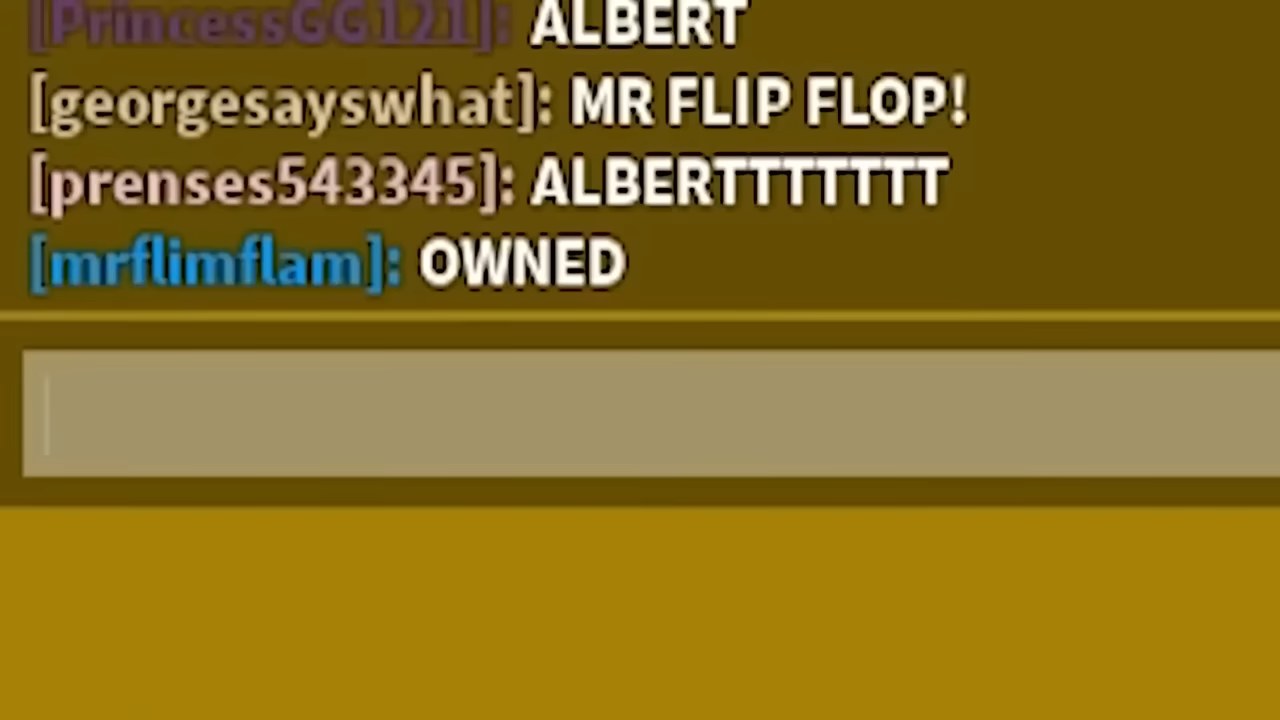 [PrincessGG121]: ALBERT
[georgesayswhat]: MR FLIP FLOP!
[prenses543345]: ALBERTTTTTTT
[mrflimflam]: OWNED